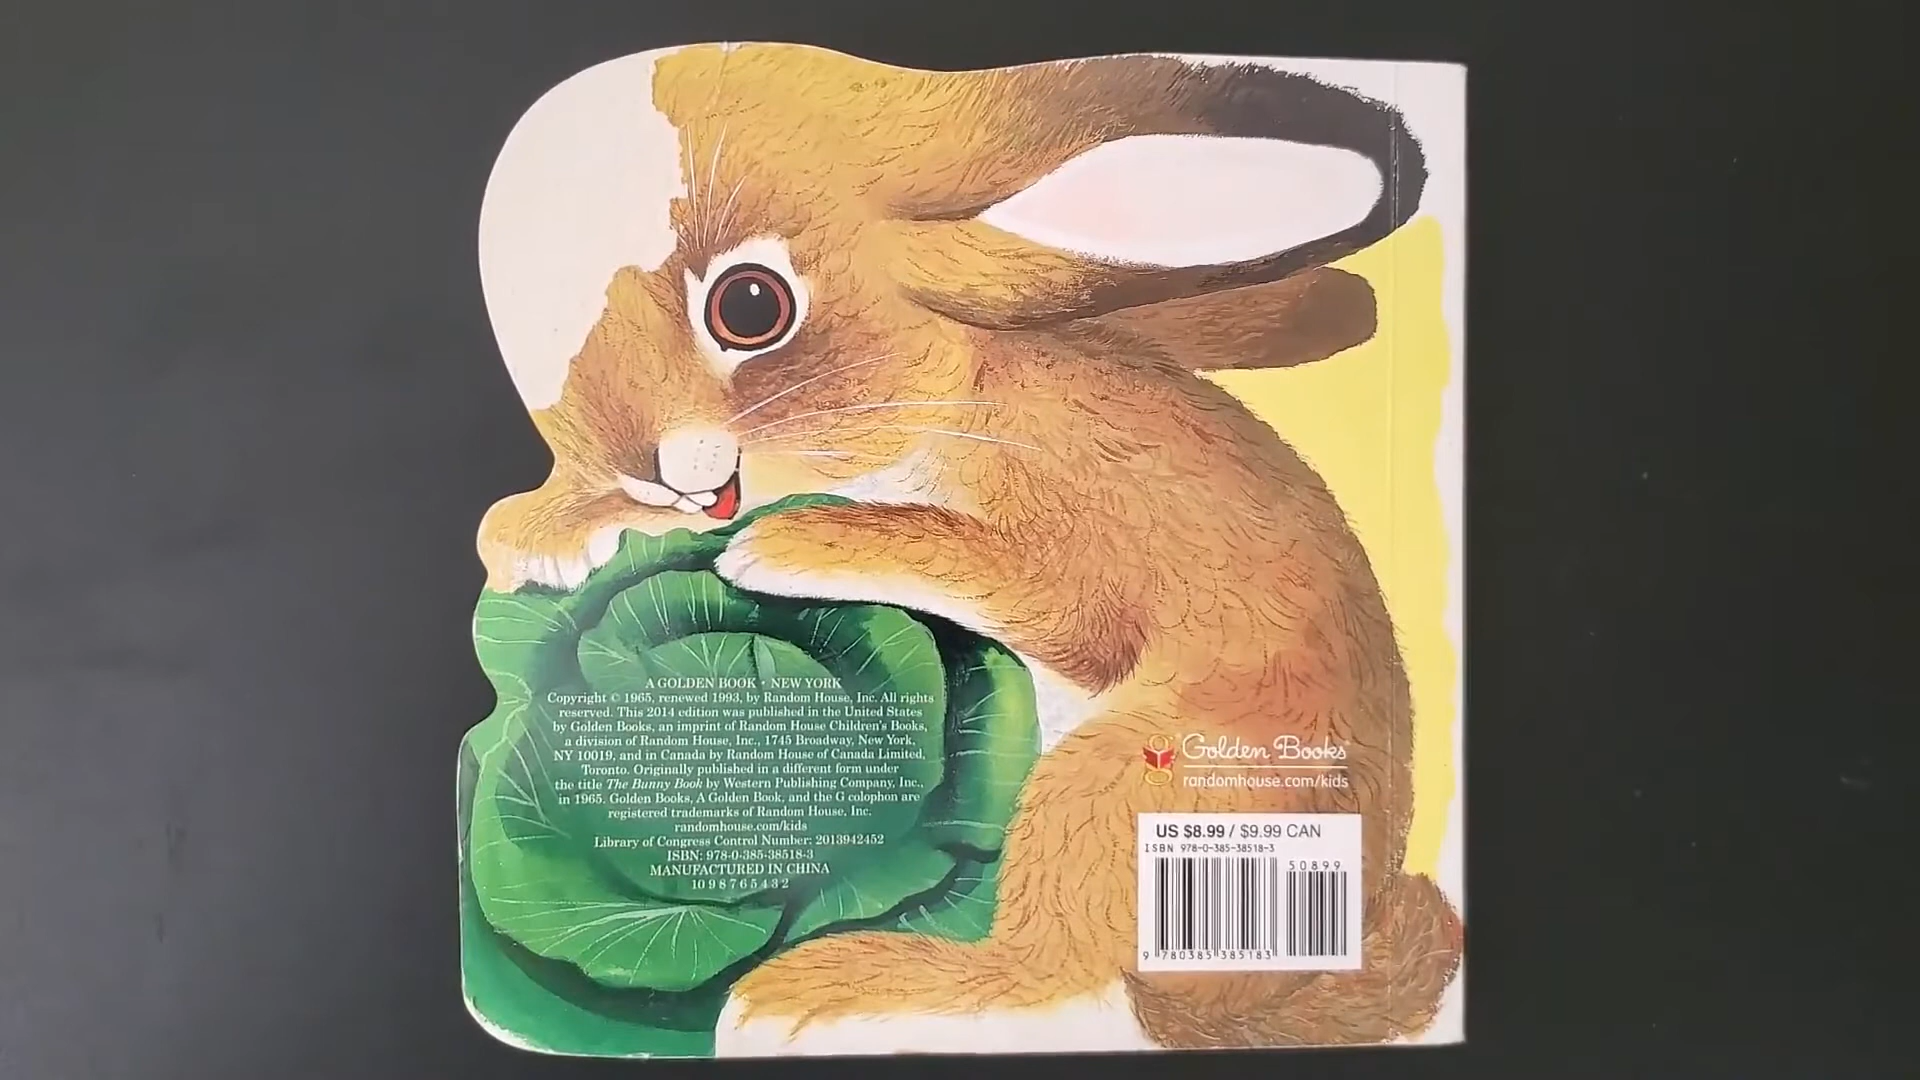 A GOLDEN BOOK • NEW YORK
Copyright © 1965, renewed 1993, by Random House, Inc. All rights
reserved. This 2014 edition was published in the United States
by Golden Books, an imprint of Random House Children's Books,
a division of Random House, Inc., 1745 Broadway, New York,
NY 10019, and in Canada by Random House of Canada Limited,
Toronto. Originally published in a different form under
the title The Bunny Book by Western Publishing Company, Inc.,
in 1965. Golden Books, A Golden Book, and the G colophon are
registered trademarks of Random House, Inc.
randomhouse.com/kids
Library of Congress Control Number: 2013942452
ISBN: 978-0-385-38518-3
MANUFACTURED IN CHINA
10 9 8 7 6 5 4 3 2
Golden Books
randomhouse.com/kids
US $8.99 / $9.99 CAN
ISBN 978-0-385-38518-3
50899
9 780385 385183